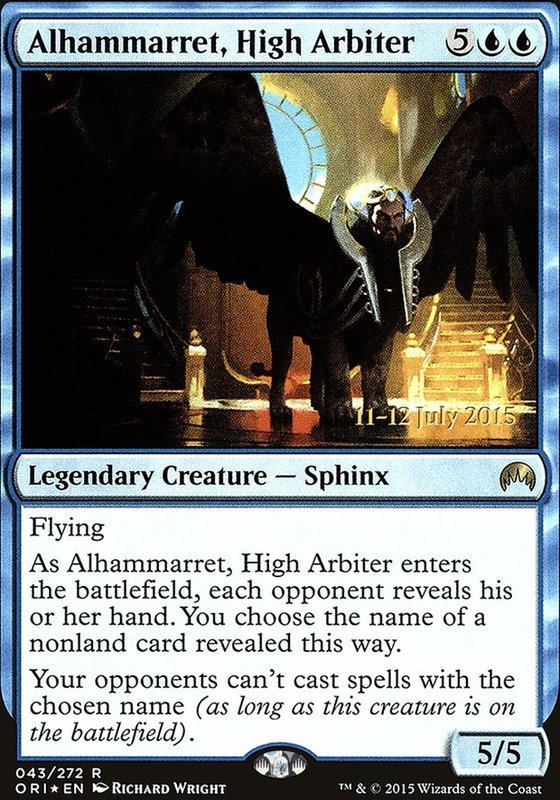 Alhammarret, High Arbiter 5
11–12 July 2015
Legendary Creature — Sphinx
Flying
As Alhammarret, High Arbiter enters
the battlefield, each opponent reveals his
or her hand. You choose the name of a
nonland card revealed this way.
Your opponents can't cast spells with the
chosen name (as long as this creature is on
the battlefield).
5/5
043/272 R
ORI★EN Richard Wright
™ & © 2015 Wizards of the Coast